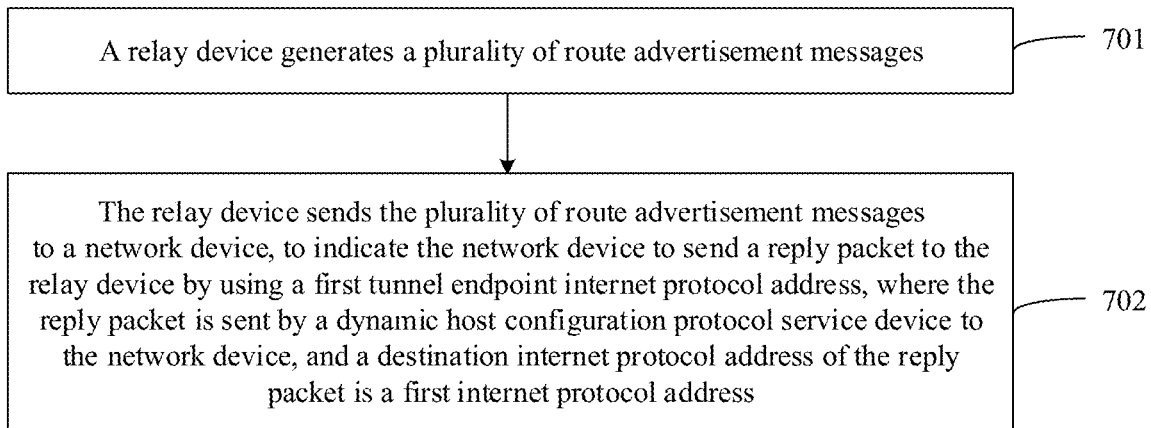 A relay device generates a plurality of route advertisement messages
701
The relay device sends the plurality of route advertisement messages
to a network device, to indicate the network device to send a reply packet to the
relay device by using a first tunnel endpoint internet protocol address, where the
reply packet is sent by a dynamic host configuration protocol service device to
the network device, and a destination internet protocol address of the reply
packet is a first internet protocol address
702